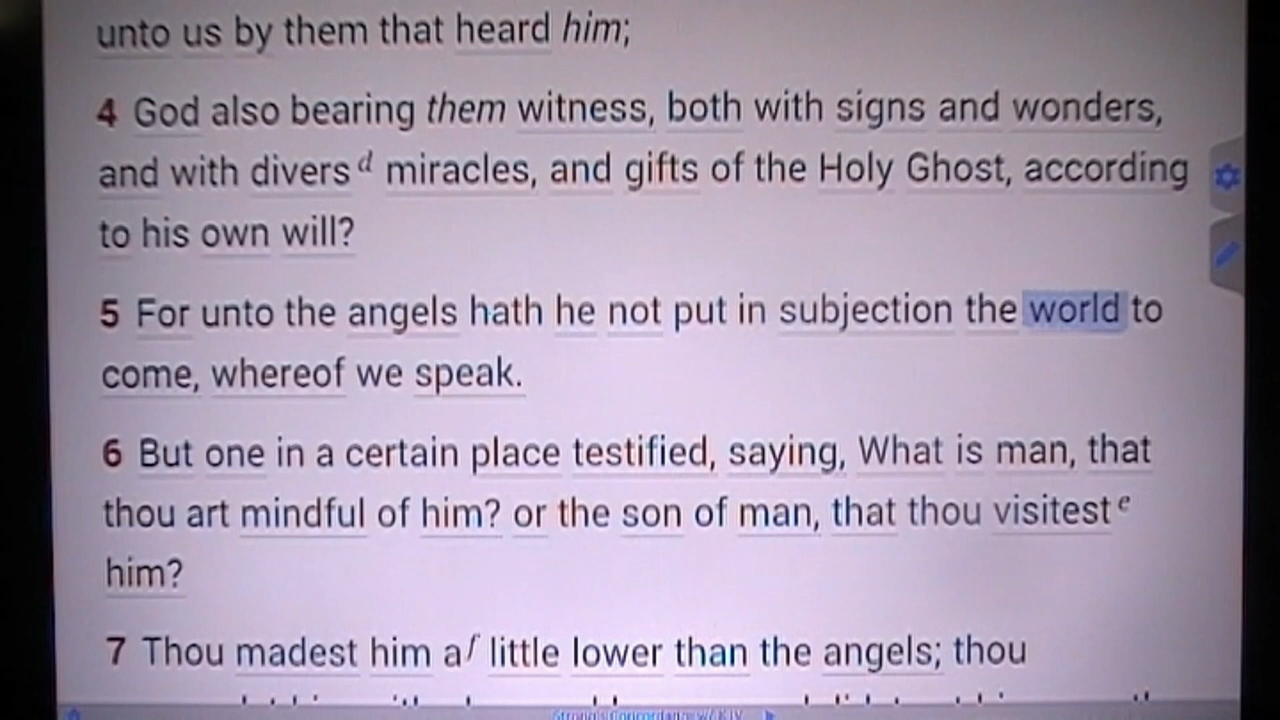 unto us by them that heard him;
4 God also bearing them witness, both with signs and wonders,
and with divers d miracles, and gifts of the Holy Ghost, according
to his own will?
5 For unto the angels hath he not put in subjection the world to
come, whereof we speak.
6 But one in a certain place testified, saying, What is man, that
thou art mindful of him? or the son of man, that thou visitest e
him?
7 Thou madest him a f little lower than the angels; thou
Strong's Concordance w/ KJV